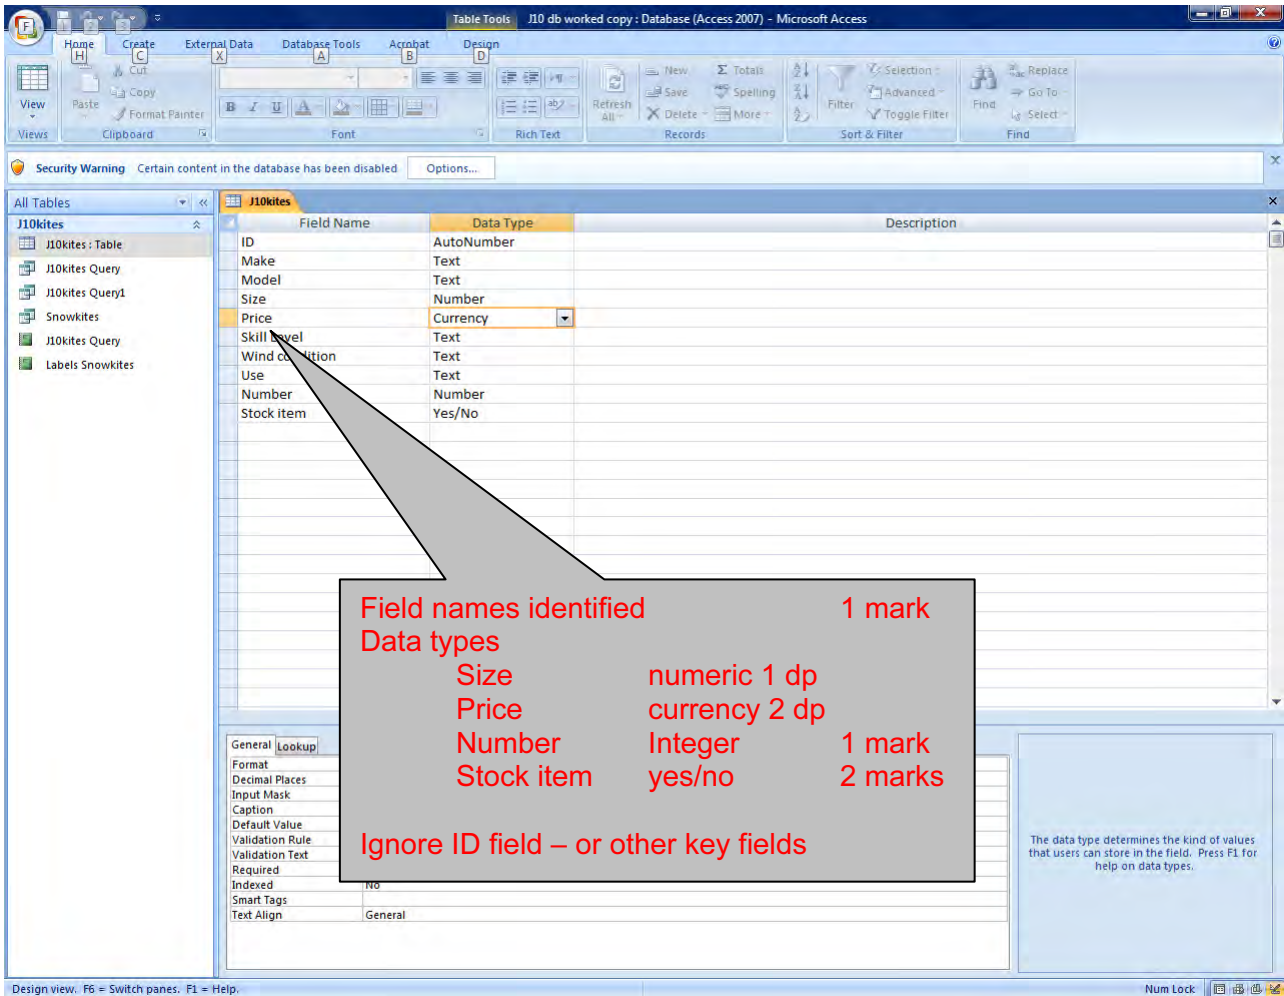 Table Tools J10 db worked copy : Database (Access 2007) - Microsoft Access
F 1 2 3
Home Create External Data Database Tools Acrobat Design
H C X A B D
View
Views
Paste
Cut
Copy
Format Painter
Clipboard
B I U A
Font
Rich Text
Refresh All
New
Save
Delete
Σ Totals
Spelling
More
Records
Filter
Selection
Advanced
Toggle Filter
Sort & Filter
Find
Replace
Go To
Select
Find
Security Warning Certain content in the database has been disabled Options...
All Tables
J10kites
J10kites : Table
J10kites Query
J10kites Query1
Snowkites
J10kites Query
Labels Snowkites
J10kites
Field Name Data Type Description
ID AutoNumber
Make Text
Model Text
Size Number
Price Currency
Skill Level Text
Wind condition Text
Use Text
Number Number
Stock item Yes/No
Field names identified 1 mark
Data types
Size numeric 1 dp
Price currency 2 dp
Number Integer 1 mark
Stock item yes/no 2 marks
Ignore ID field – or other key fields
General Lookup
Format
Decimal Places
Input Mask
Caption
Default Value
Validation Rule
Validation Text
Required
Indexed No
Smart Tags
Text Align General
The data type determines the kind of values
that users can store in the field. Press F1 for
help on data types.
Design view. F6 = Switch panes. F1 = Help. Num Lock